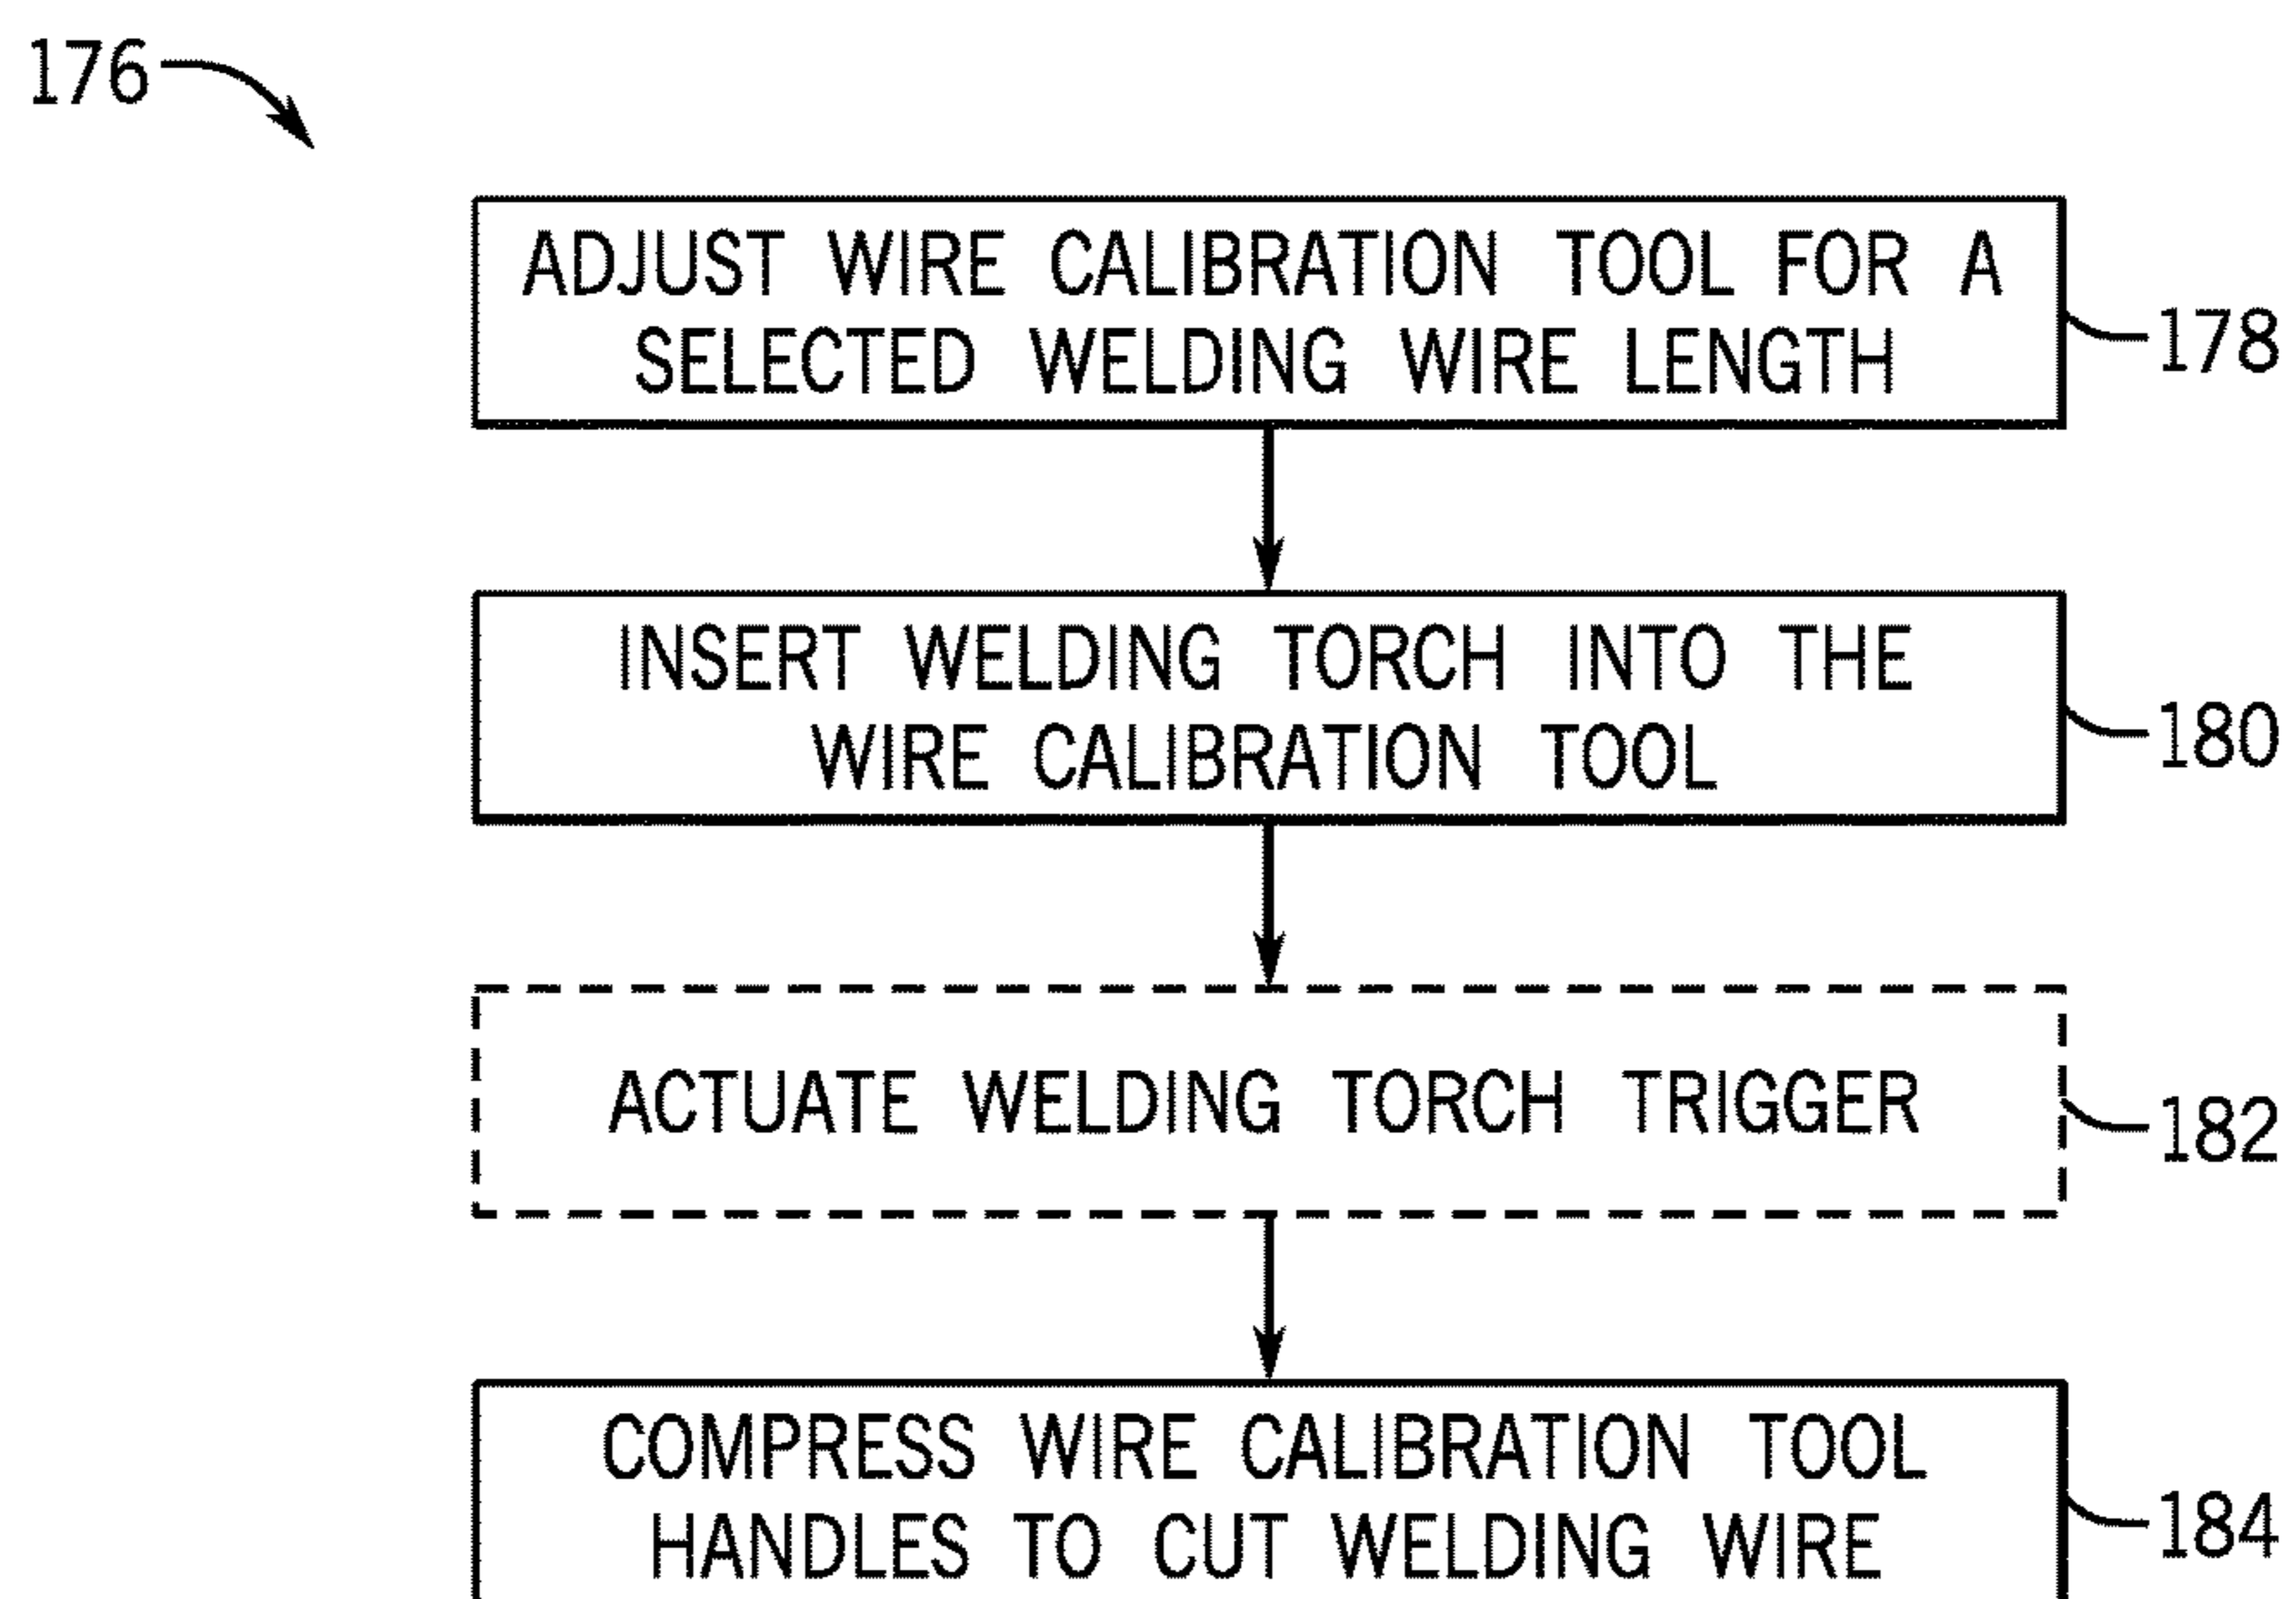 176
ADJUST WIRE CALIBRATION TOOL FOR A
SELECTED WELDING WIRE LENGTH
178
INSERT WELDING TORCH INTO THE
WIRE CALIBRATION TOOL
180
ACTUATE WELDING TORCH TRIGGER
182
COMPRESS WIRE CALIBRATION TOOL
HANDLES TO CUT WELDING WIRE
184